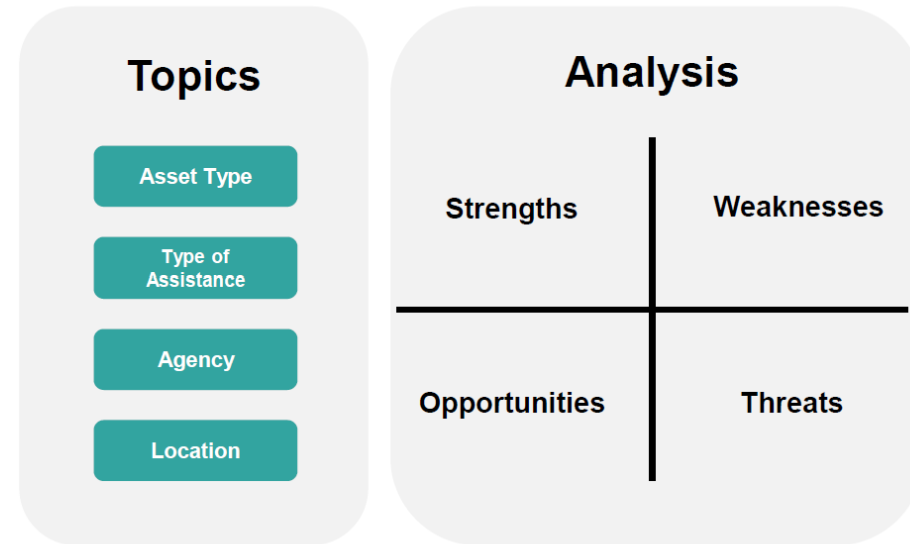 Topics
Asset Type
Type of
Assistance
Agency
Location
Analysis
Strengths
Weaknesses
Opportunities
Threats